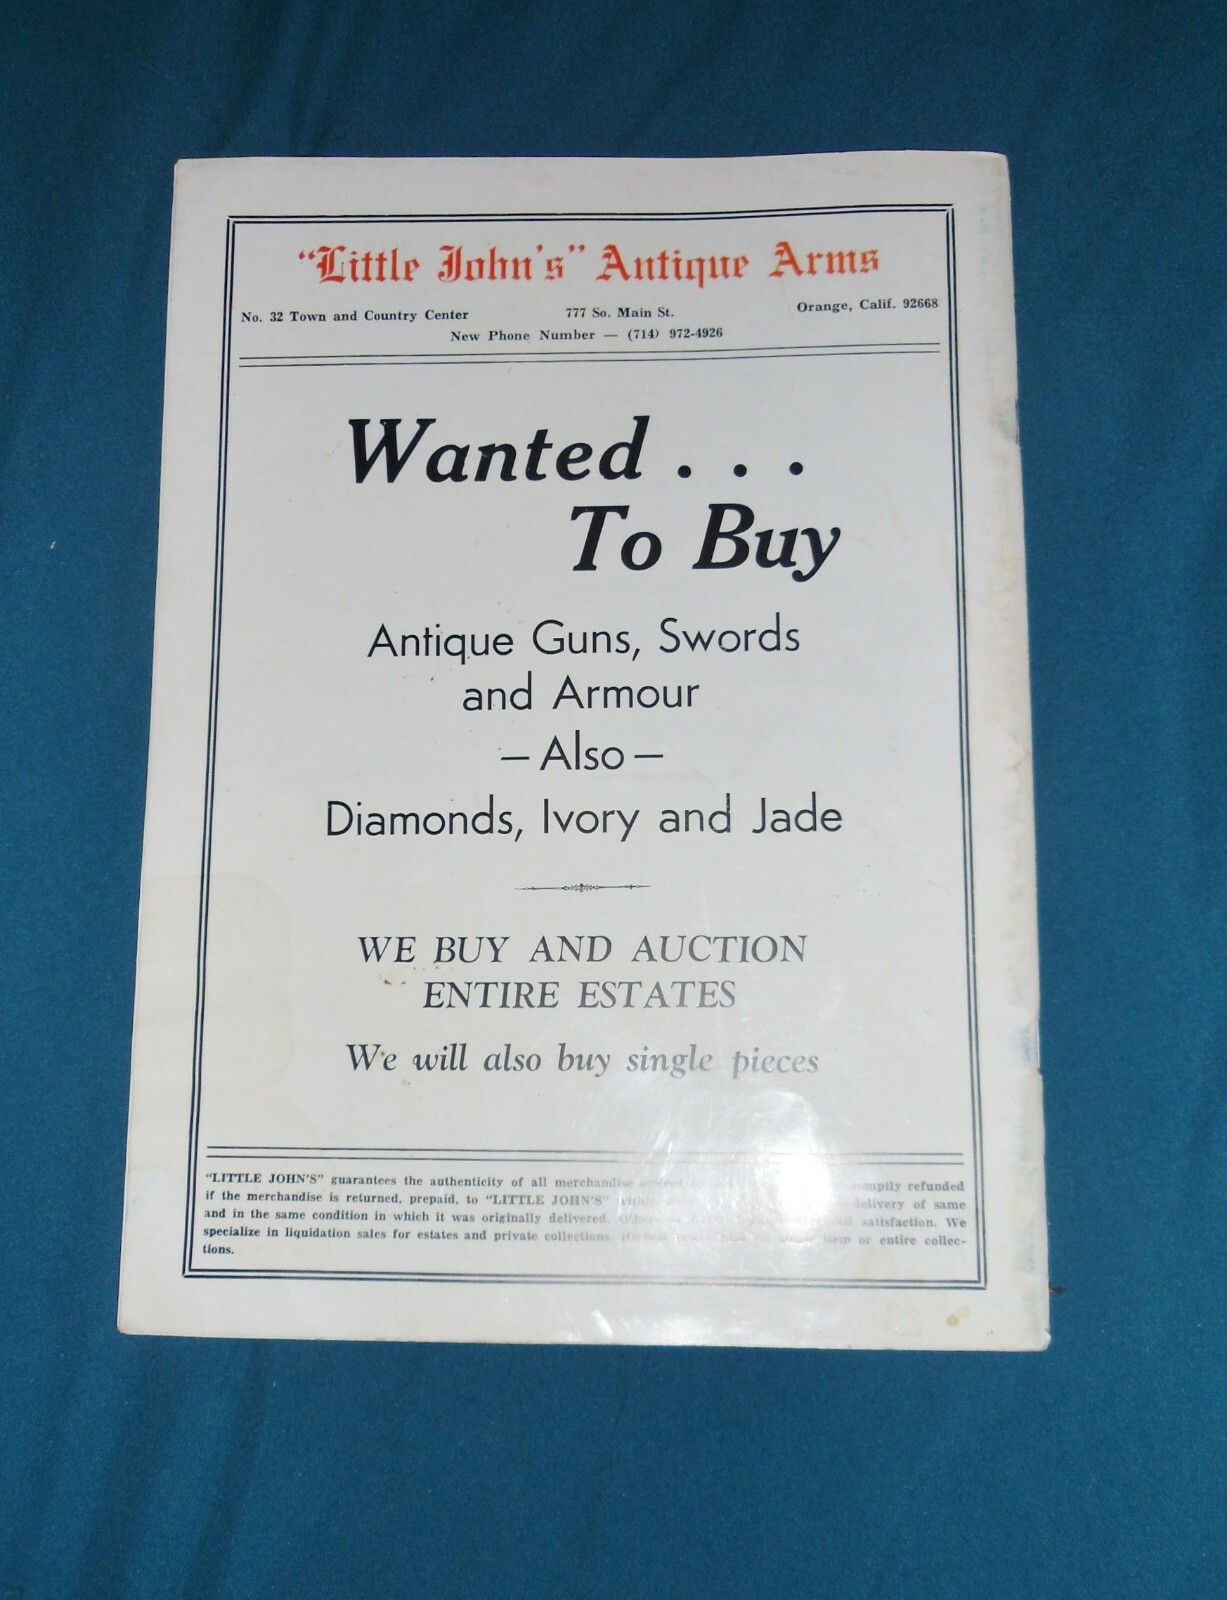 "Little John's" Antique Arms
No. 32 Town and Country Center 777 So. Main St. Orange, Calif. 92668
New Phone Number — (714) 972-4926
Wanted . . .
To Buy
Antique Guns, Swords
and Armour
— Also —
Diamonds, Ivory and Jade
WE BUY AND AUCTION
ENTIRE ESTATES
We will also buy single pieces
"LITTLE JOHN'S" guarantees the authenticity of all merchandise refunded
if the merchandise is returned, prepaid, to "LITTLE JOHN'S" delivery of same
and in the same condition in which it was originally delivered. satisfaction. We
specialize in liquidation sales for estates and private collections. item or entire collec-
tions.